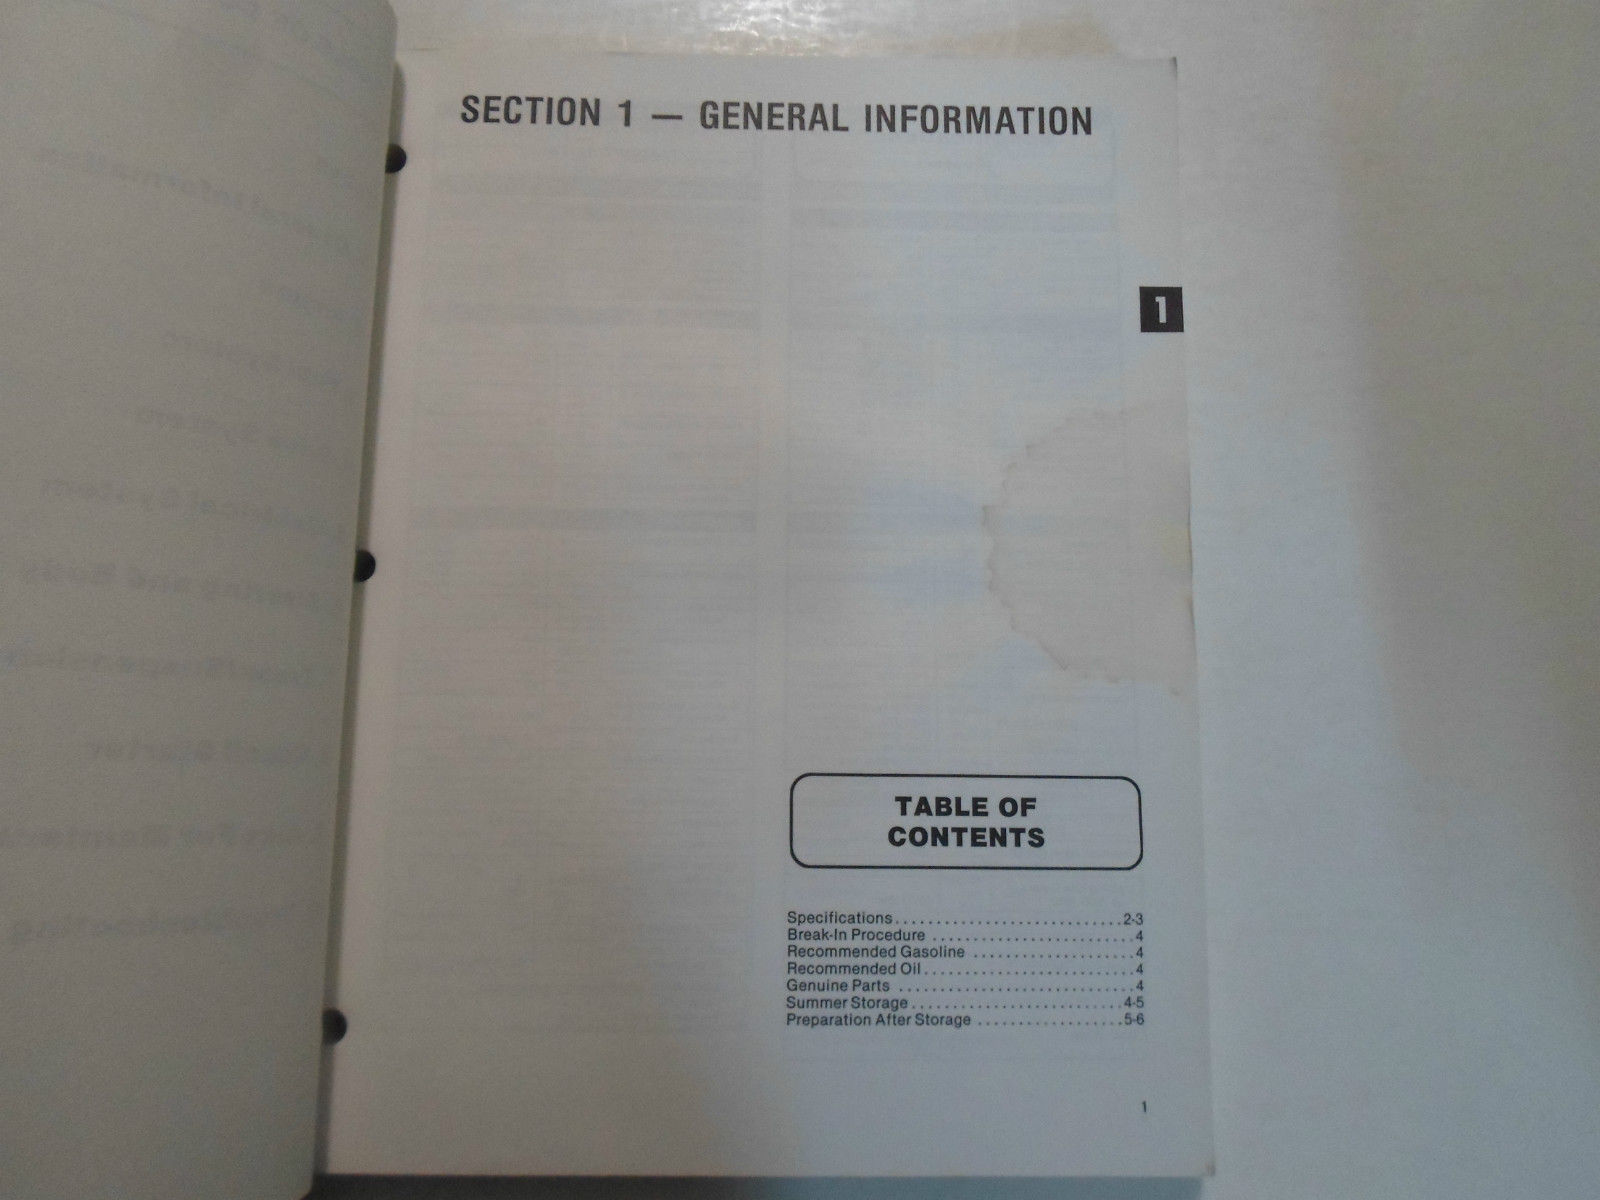 SECTION 1 — GENERAL INFORMATION
1
TABLE OF
CONTENTS
Specifications............................2-3
Break-In Procedure .........................4
Recommended Gasoline ....................4
Recommended Oil..........................4
Genuine Parts .............................4
Summer Storage..........................4-5
Preparation After Storage ..................5-6
1